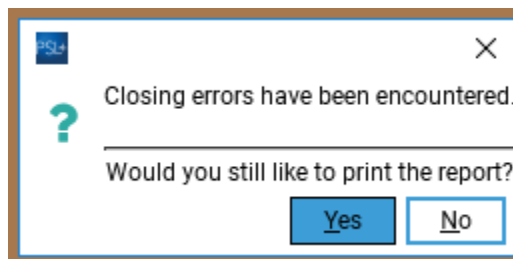 PSL+
Closing errors have been encountered.
Would you still like to print the report?
Yes No